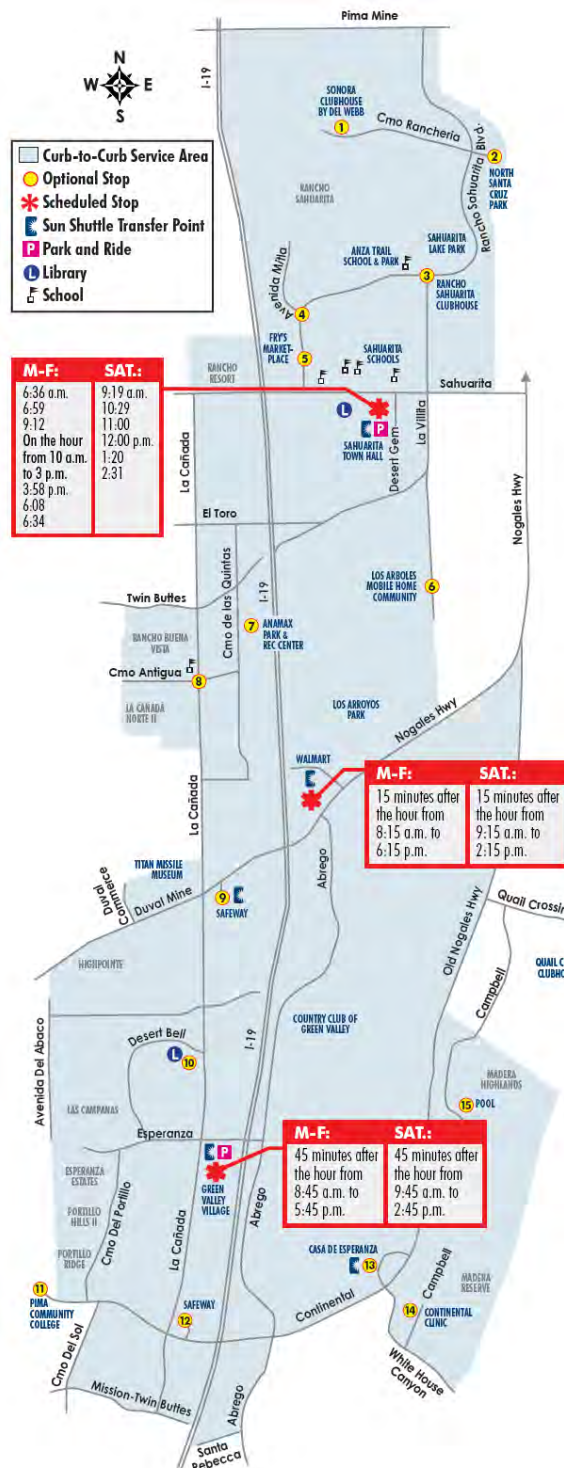 Pima Mine
N
W E
S
I-19
SONORA
CLUBHOUSE
BY DEL WEBB
1
Cmo Rancheria
2
NORTH
SANTA
CRUZ
PARK
Rancho Sahuarita Blvd.
Curb-to-Curb Service Area
Optional Stop
Scheduled Stop
Sun Shuttle Transfer Point
P Park and Ride
L Library
School
RANCHO
SAHUARITA
ANZA TRAIL
SCHOOL & PARK
SAHUARITA
LAKE PARK
3
RANCHO
SAHUARITA
CLUBHOUSE
Avenida Mita
4
FRY'S
MARKET-
PLACE
5
SAHUARITA
SCHOOLS
RANCHO
RESORT
Sahuarita
M-F:
6:36 a.m.
6:59
9:12
On the hour
from 10 a.m.
to 3 p.m.
3:58 p.m.
6:08
6:34
SAT.:
9:19 a.m.
10:29
11:00
12:00 p.m.
1:20
2:31
L
P
SAHUARITA
TOWN HALL
Desert Gem
La Villita
La Cañada
El Toro
Nogales Hwy
Cmo de las Quintas
I-19
LOS ARBOLES
MOBILE HOME
COMMUNITY
6
Twin Buttes
7
ANAMAX
PARK &
REC CENTER
RANCHO BUENA
VISTA
Cmo Antigua
8
LA CAÑADA
NORTE II
LOS ARROYOS
PARK
Nogales Hwy
WALMART
M-F:
15 minutes after
the hour from
8:15 a.m. to
6:15 p.m.
SAT.:
15 minutes after
the hour from
9:15 a.m. to
2:15 p.m.
La Cañada
Abrego
TITAN MISSILE
MUSEUM
Duval
Commerce
Duval Mine
9
SAFEWAY
Old Nogales Hwy
Quail Crossin
HIGHPOINTE
QUAIL C
CLUBHO
Campbell
Avenida Del Abaco
COUNTRY CLUB OF
GREEN VALLEY
I-19
Desert Bell
L
10
LAS CAMPANAS
MADERA
HIGHLANDS
15 POOL
Esperanza
P
GREEN
VALLEY
VILLAGE
M-F:
45 minutes after
the hour from
8:45 a.m. to
5:45 p.m.
SAT.:
45 minutes after
the hour from
9:45 a.m. to
2:45 p.m.
ESPERANZA
ESTATES
PORTILLO
HILLS II
PORTILLO
RIDGE
Cmo Del Portillo
La Cañada
Abrego
CASA DE ESPERANZA
13
Campbell
MADERA
RESERVE
11
PIMA
COMMUNITY
COLLEGE
SAFEWAY
12
Continental
14
CONTINENTAL
CLINIC
White House
Canyon
Cmo Del Sol
Mission-Twin Buttes
Abrego
Santa
Rebecca